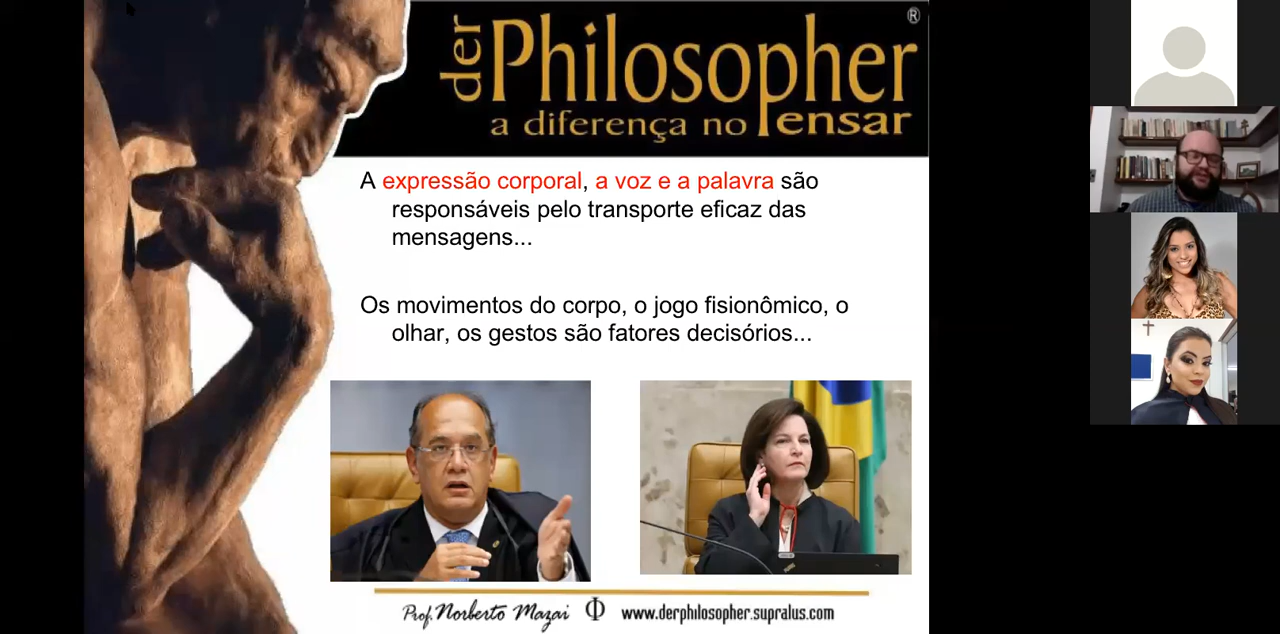 der Philosopher ®
a diferença no Pensar
A expressão corporal, a voz e a palavra são
responsáveis pelo transporte eficaz das
mensagens...
Os movimentos do corpo, o jogo fisionômico, o
olhar, os gestos são fatores decisórios...
Prof. Norberto Mazai Φ www.derphilosopher.supralus.com